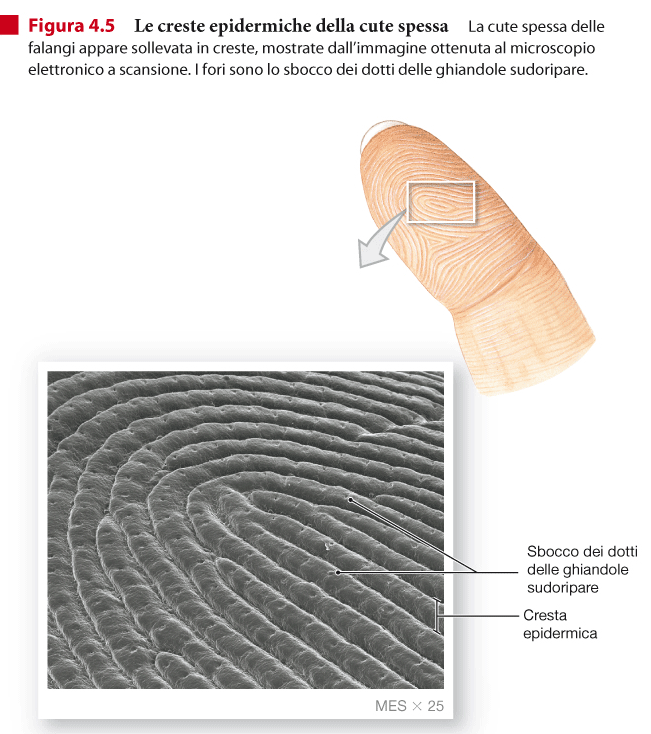 Figura 4.5 Le creste epidermiche della cute spessa La cute spessa delle
falangi appare sollevata in creste, mostrate dall'immagine ottenuta al microscopio
elettronico a scansione. I fori sono lo sbocco dei dotti delle ghiandole sudoripare.
Sbocco dei dotti
delle ghiandole
sudoripare
Cresta
epidermica
MES × 25